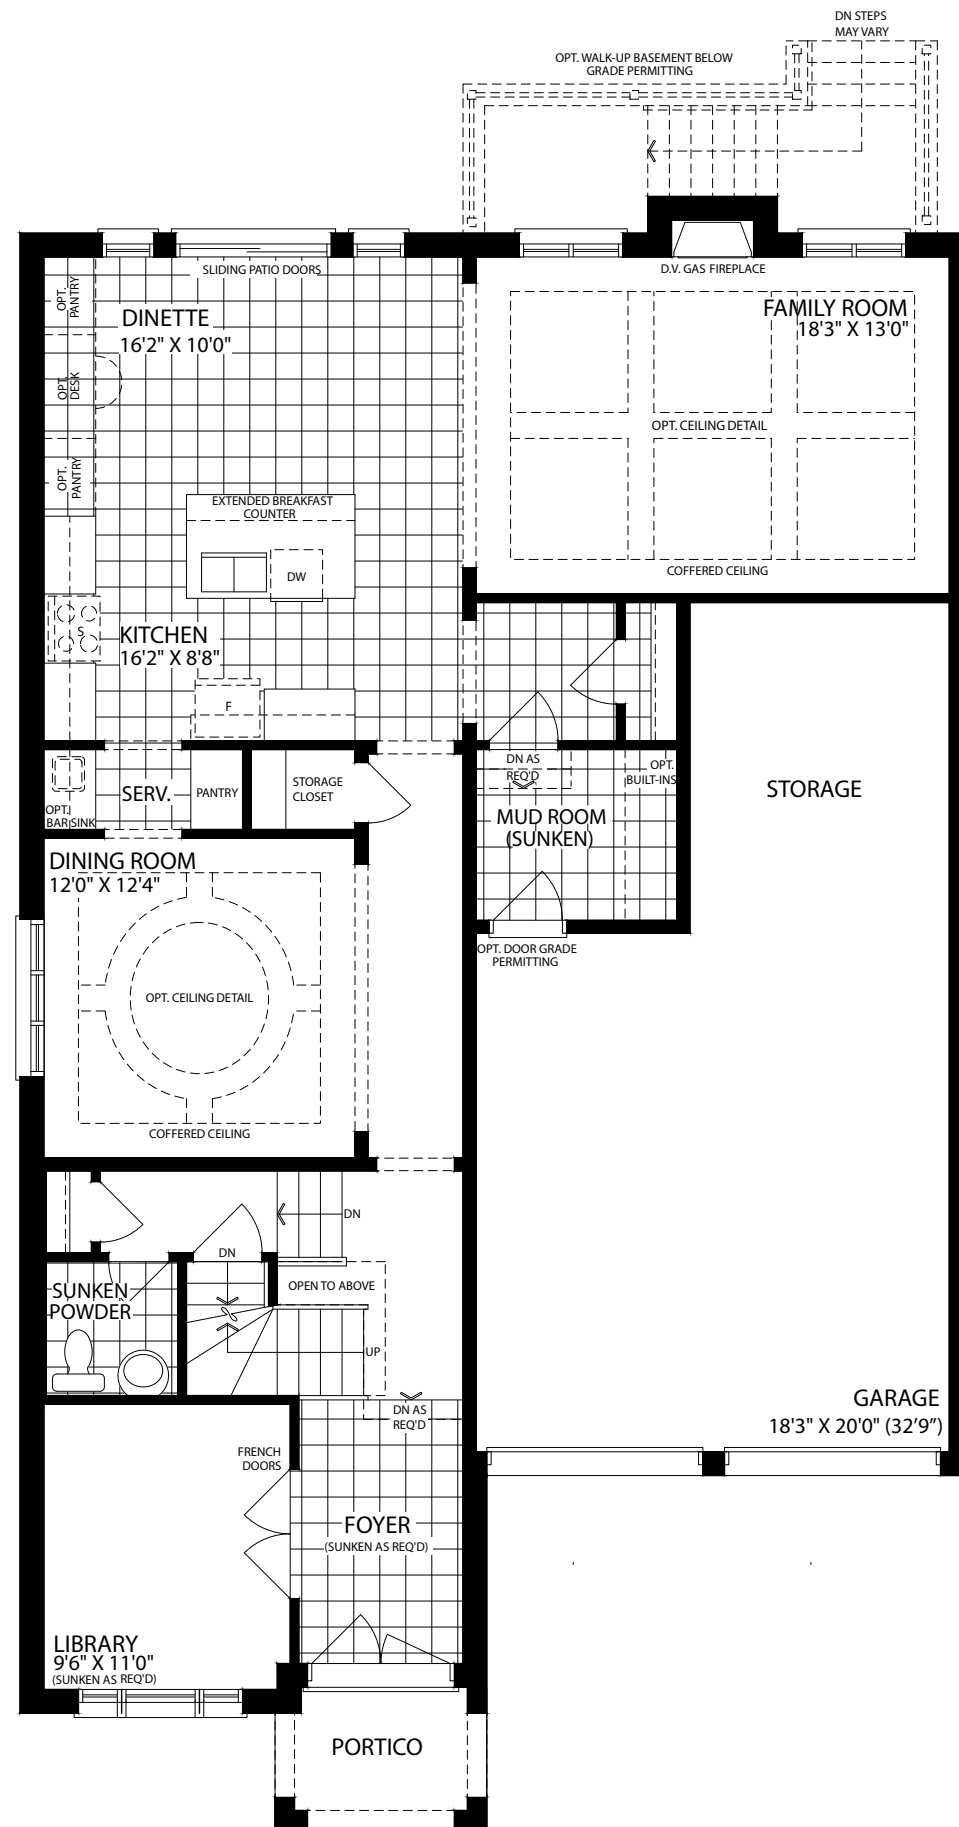 DN STEPS
MAY VARY
OPT. WALK-UP BASEMENT BELOW
GRADE PERMITTING
SLIDING PATIO DOORS
D.V. GAS FIREPLACE
OPT.
PANTRY
DINETTE
16'2" X 10'0"
FAMILY ROOM
18'3" X 13'0"
OPT.
DESK
OPT. CEILING DETAIL
OPT.
PANTRY
EXTENDED BREAKFAST
COUNTER
DW
COFFERED CEILING
S
KITCHEN
16'2" X 8'8"
F
DN AS
REQ'D
OPT.
BUILT-INS
SERV.
PANTRY
STORAGE
CLOSET
OPT.
BAR SINK
MUD ROOM
(SUNKEN)
STORAGE
DINING ROOM
12'0" X 12'4"
OPT. DOOR GRADE
PERMITTING
OPT. CEILING DETAIL
COFFERED CEILING
DN
DN
OPEN TO ABOVE
SUNKEN
POWDER
UP
DN AS
REQ'D
GARAGE
18'3" X 20'0" (32'9")
FRENCH
DOORS
FOYER
(SUNKEN AS REQ'D)
LIBRARY
9'6" X 11'0"
(SUNKEN AS REQ'D)
PORTICO